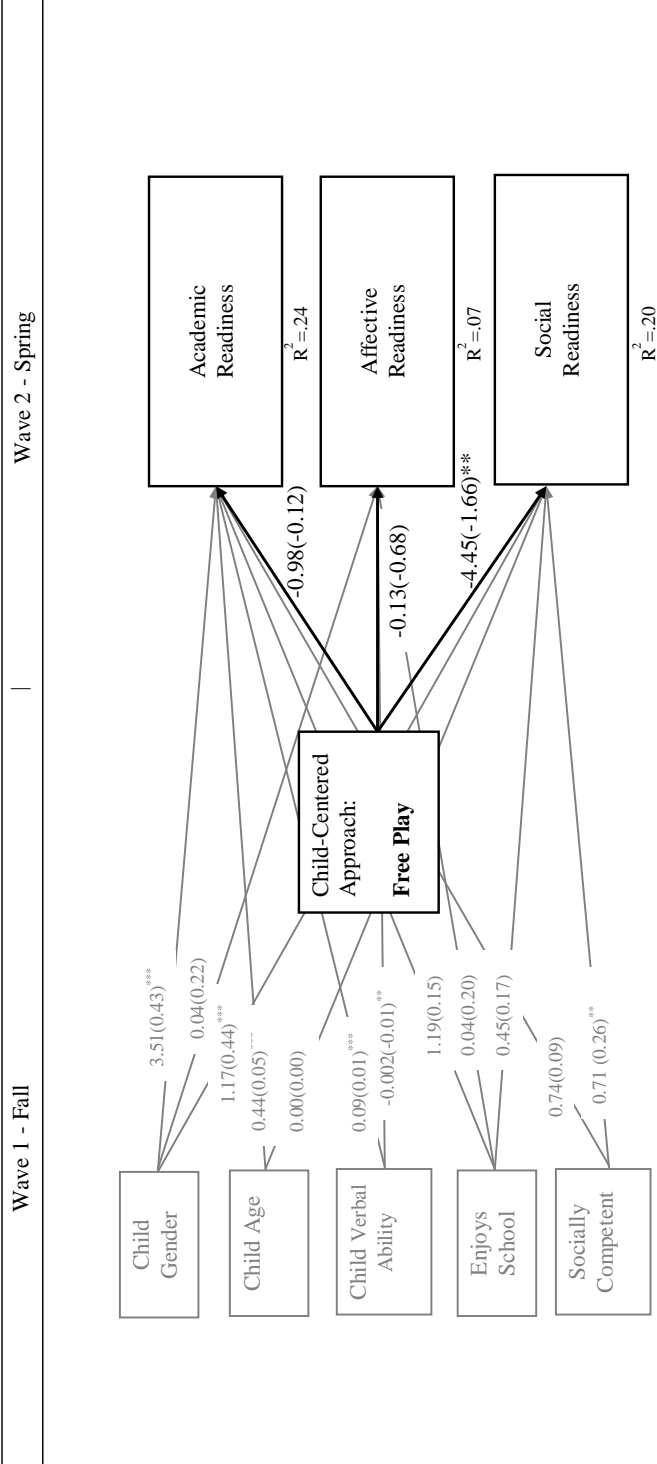 Wave 1 - Fall | Wave 2 - Spring
Child
Gender
Child Age
Child Verbal
Ability
Enjoys
School
Socially
Competent
3.51(0.43)***
0.04(0.22)
1.17(0.44)***
0.44(0.05)***
0.00(0.00)
0.09(0.01)***
-0.002(-0.01)**
1.19(0.15)
0.04(0.20)
0.45(0.17)
0.74(0.09)
0.71 (0.26)**
Child-Centered
Approach:
Free Play
-0.98(-0.12)
-0.13(-0.68)
-4.45(-1.66)**
Academic
Readiness
R²=.24
Affective
Readiness
R²=.07
Social
Readiness
R²=.20